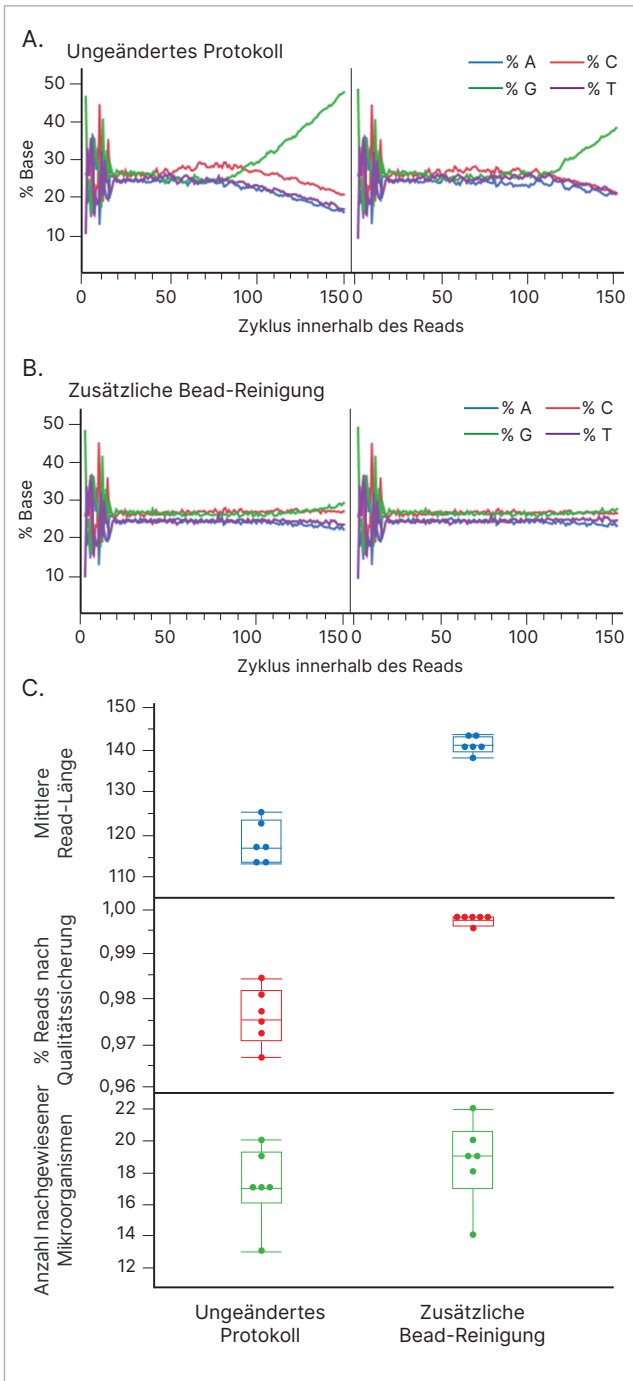 A.
Ungeändertes Protokoll
% A % C
% G % T
% Base
50
40
30
20
10
0 50 100 150 0 50 100 150
Zyklus innerhalb des Reads
B.
Zusätzliche Bead-Reinigung
% A % C
% G % T
% Base
50
40
30
20
10
0 50 100 150 0 50 100 150
Zyklus innerhalb des Reads
C.
Mittlere
Read-Länge
150
140
130
120
110
% Reads nach
Qualitätssicherung
1,00
0,99
0,98
0,97
0,96
Anzahl nachgewiesener
Mikroorganismen
22
20
18
16
14
12
Ungeändertes
Protokoll
Zusätzliche
Bead-Reinigung